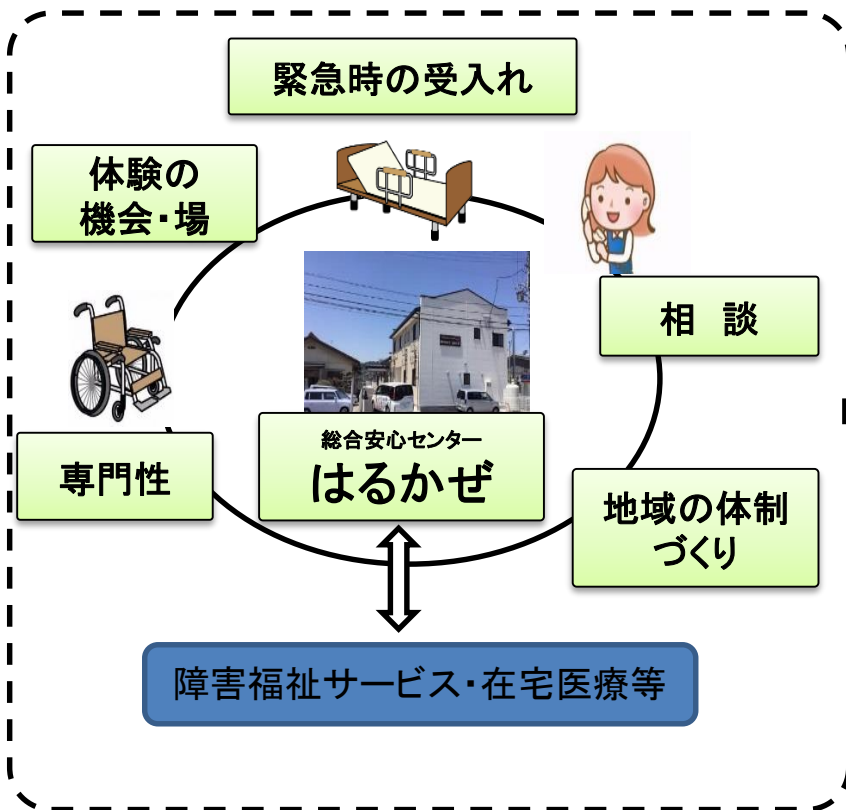 緊急時の受入れ
体験の
機会・場
相 談
専門性
総合安心センター
はるかぜ
地域の体制
づくり
障害福祉サービス・在宅医療等